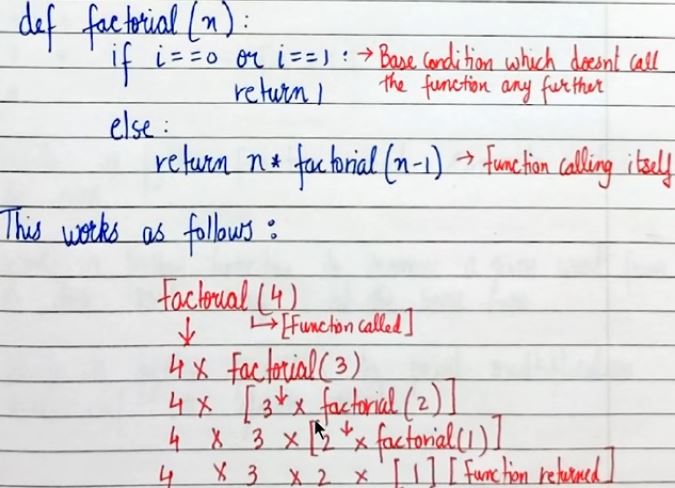 def factorial (n) :
if i==0 or i==1 : → Base Condition which doesnt call
the function any further
return 1
else :
return n * factorial (n-1) → function calling itself
This works as follows :
factorial (4)
↓ ↳ [Function called]
4 × factorial (3)
4 × [3 × factorial (2)]
4 × 3 × [2 × factorial (1)]
4 × 3 × 2 × [1] [function returned]